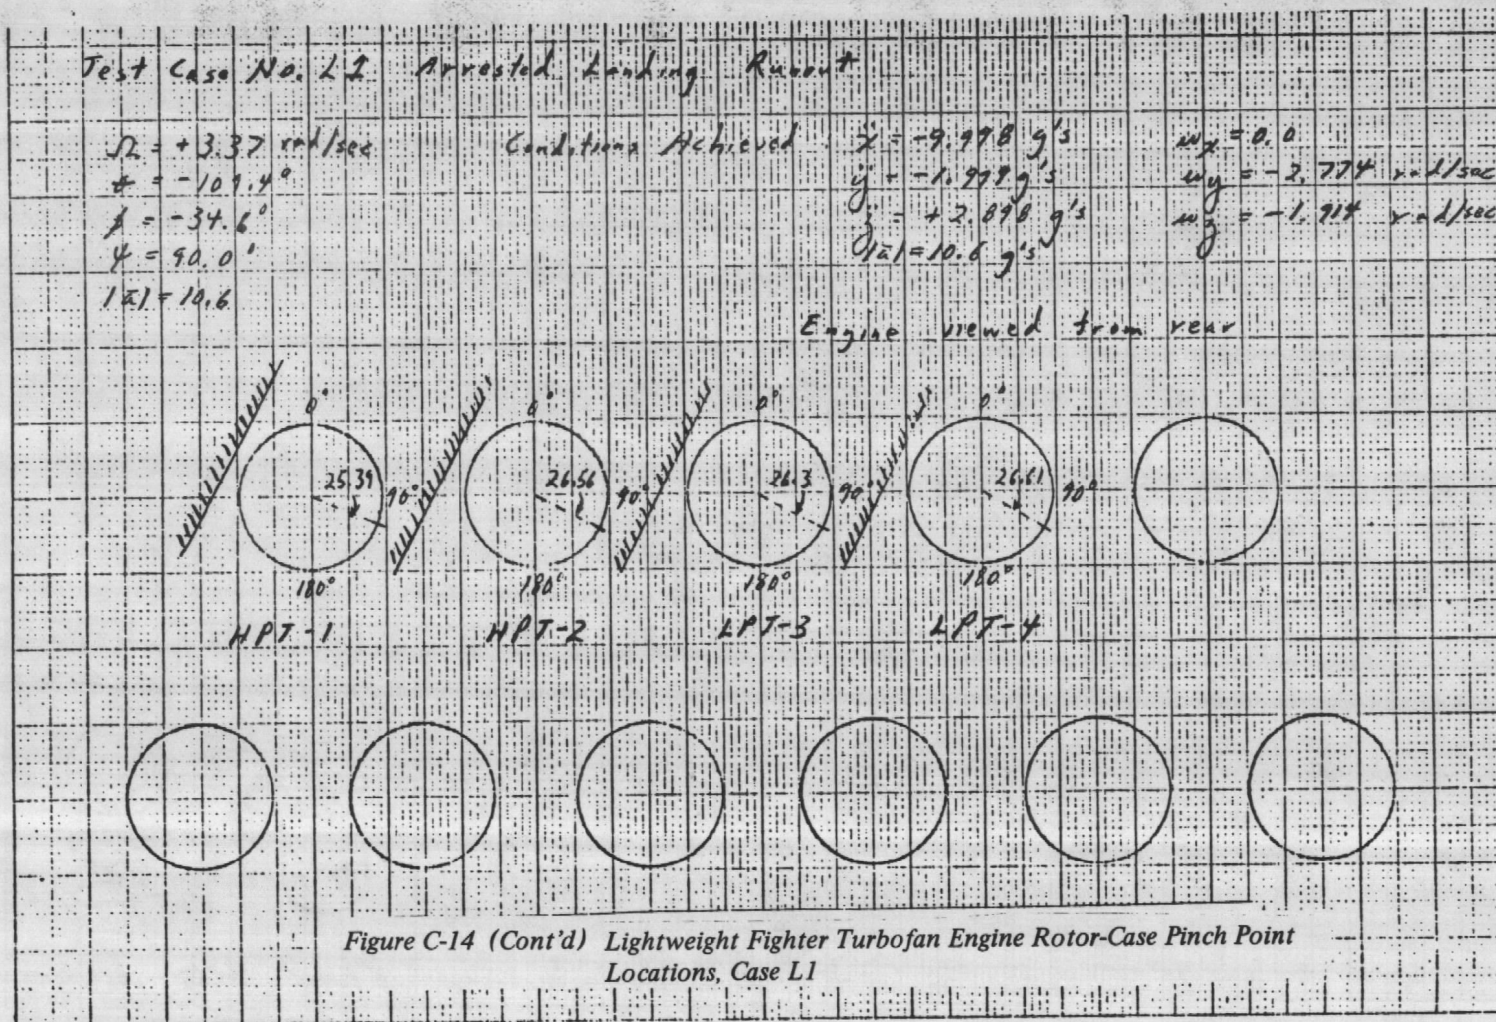 Test Case No. L1 Arrested Landing Runout
Ω = +3.37 rad/sec Conditions Achieved ẍ = -9.998 g's ωx = 0.0
θ = -109.4° ÿ = -1.979 g's ωy = -2.774 rad/sec
φ = -34.6° z̈ = +2.898 g's ωz = -1.914 rad/sec
ψ = 90.0° |ā| = 10.6 g's
|ā| = 10.6
Engine viewed from rear
0° 0° 0° 0°
25.39 90° 26.56 90° 26.3 90° 26.61 90°
180° 180° 180° 180°
HPT-1 HPT-2 LPT-3 LPT-4
Figure C-14 (Cont'd) Lightweight Fighter Turbofan Engine Rotor-Case Pinch Point
Locations, Case L1